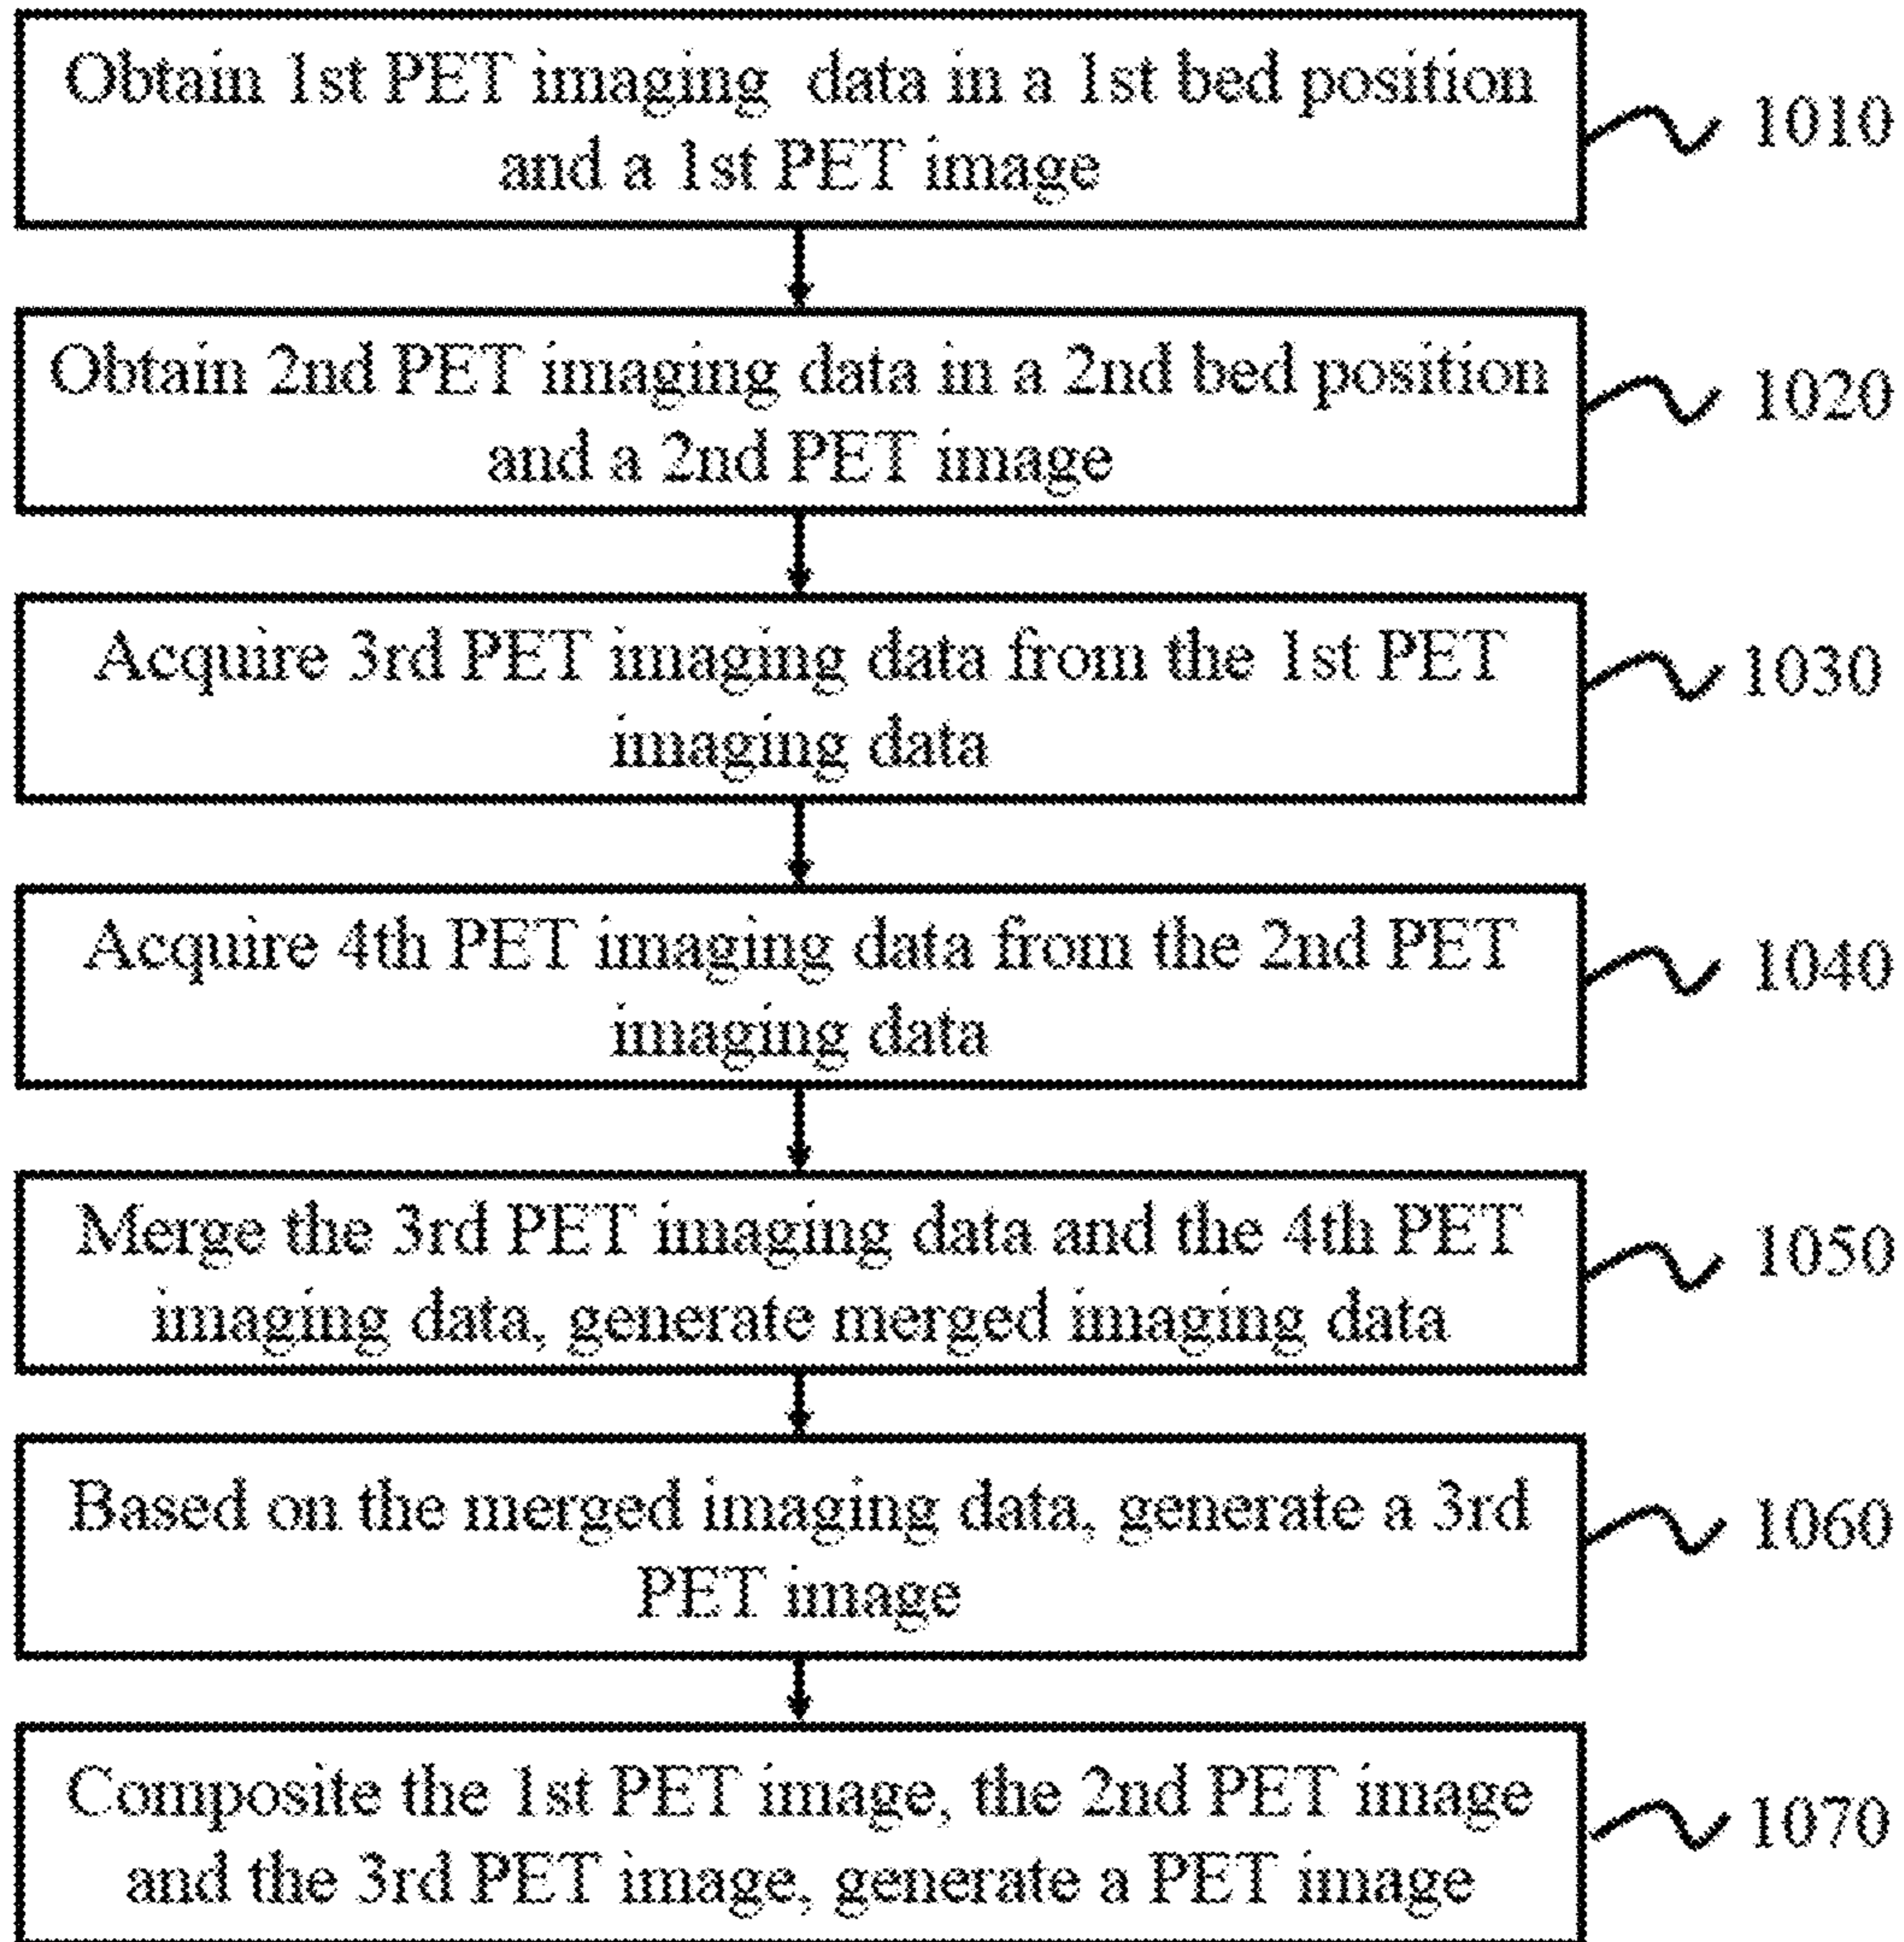 Obtain 1st PET imaging data in a 1st bed position
and a 1st PET image
1010
Obtain 2nd PET imaging data in a 2nd bed position
and a 2nd PET image
1020
Acquire 3rd PET imaging data from the 1st PET
imaging data
1030
Acquire 4th PET imaging data from the 2nd PET
imaging data
1040
Merge the 3rd PET imaging data and the 4th PET
imaging data, generate merged imaging data
1050
Based on the merged imaging data, generate a 3rd
PET image
1060
Composite the 1st PET image, the 2nd PET image
and the 3rd PET image, generate a PET image
1070